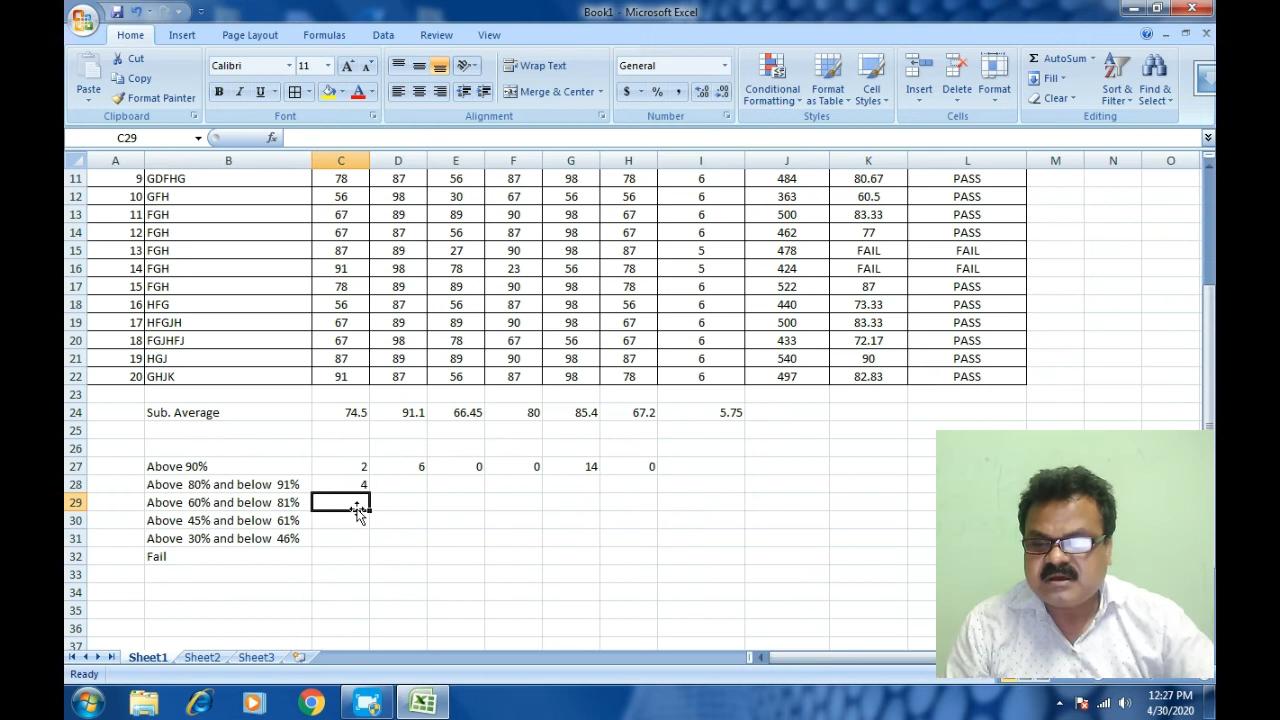 Book1 - Microsoft Excel
Home Insert Page Layout Formulas Data Review View
Cut Calibri 11 Wrap Text General AutoSum
Copy Fill
Paste Format Painter B I U Merge & Center $ % , Conditional Formatting Format as Table Cell Styles Insert Delete Format Clear Sort & Filter Find & Select
Clipboard Font Alignment Number Styles Cells Editing
C29 fx
A B C D E F G H I J K L M N O
11 9 GDFHG 78 87 56 87 98 78 6 484 80.67 PASS
12 10 GFH 56 98 30 67 56 56 6 363 60.5 PASS
13 11 FGH 67 89 89 90 98 67 6 500 83.33 PASS
14 12 FGH 67 87 56 87 98 67 6 462 77 PASS
15 13 FGH 87 89 27 90 98 87 5 478 FAIL FAIL
16 14 FGH 91 98 78 23 56 78 5 424 FAIL FAIL
17 15 FGH 78 89 89 90 98 78 6 522 87 PASS
18 16 HFG 56 87 56 87 98 56 6 440 73.33 PASS
19 17 HFGJH 67 89 89 90 98 67 6 500 83.33 PASS
20 18 FGJHFJ 67 98 78 67 56 67 6 433 72.17 PASS
21 19 HGJ 87 89 89 90 98 87 6 540 90 PASS
22 20 GHJK 91 87 56 87 98 78 6 497 82.83 PASS
23
24 Sub. Average 74.5 91.1 66.45 80 85.4 67.2 5.75
25
26
27 Above 90% 2 6 0 0 14 0
28 Above 80% and below 91% 4
29 Above 60% and below 81%
30 Above 45% and below 61%
31 Above 30% and below 46%
32 Fail
33
34
35
36
37
Sheet1 Sheet2 Sheet3
Ready
12:27 PM
4/30/2020